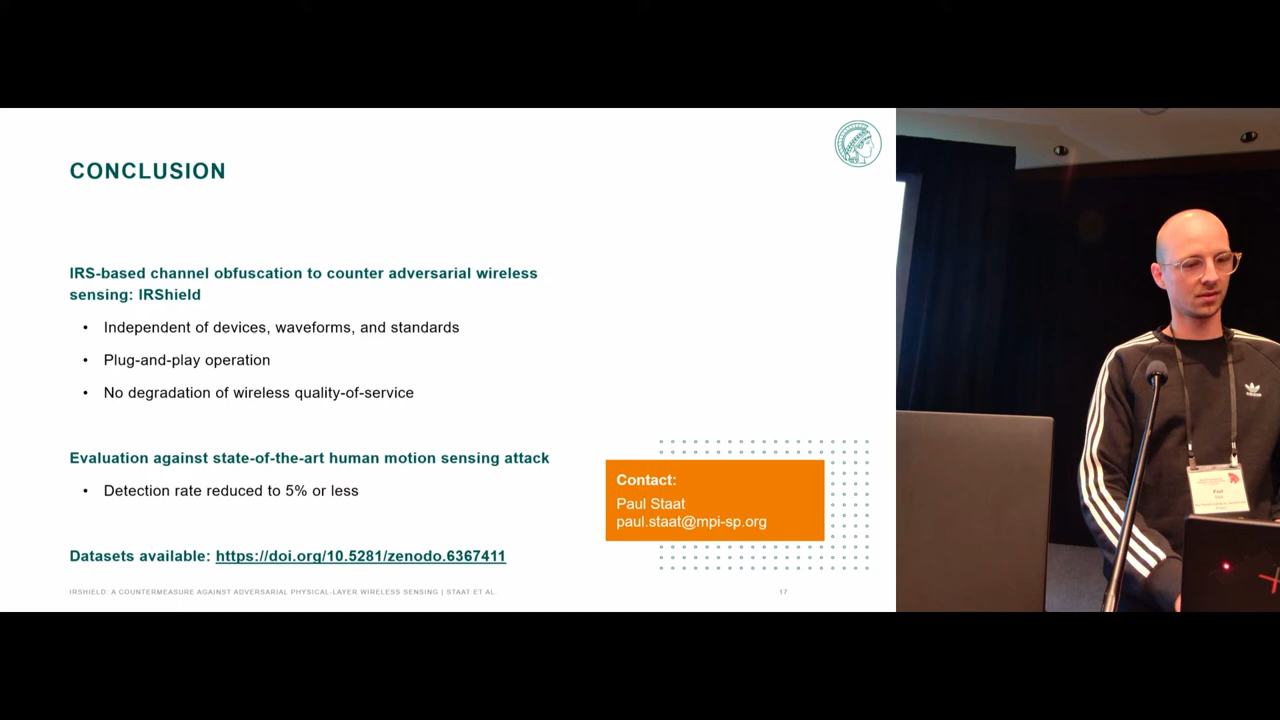 CONCLUSION
IRS-based channel obfuscation to counter adversarial wireless
sensing: IRShield
• Independent of devices, waveforms, and standards
• Plug-and-play operation
• No degradation of wireless quality-of-service
Evaluation against state-of-the-art human motion sensing attack
• Detection rate reduced to 5% or less
Contact:
Paul Staat
paul.staat@mpi-sp.org
Datasets available: https://doi.org/10.5281/zenodo.6367411
IRSHIELD: A COUNTERMEASURE AGAINST ADVERSARIAL PHYSICAL-LAYER WIRELESS SENSING | STAAT ET AL.
17
Paul